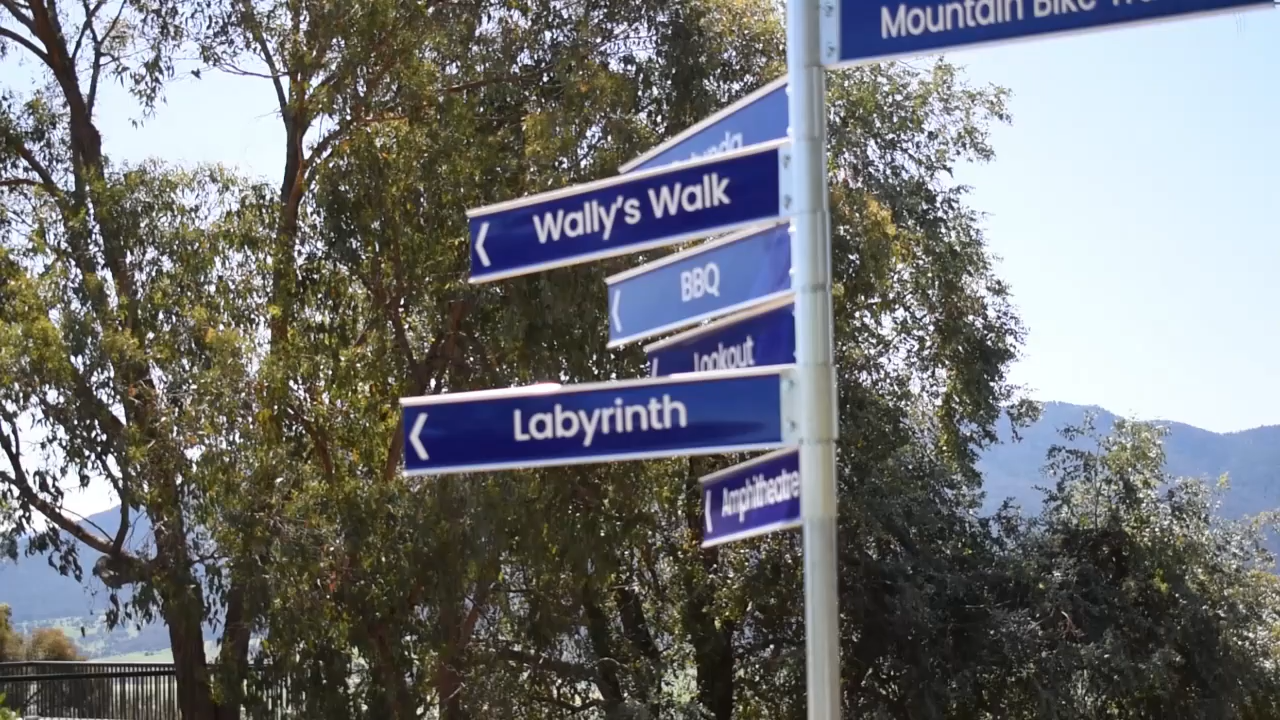 Mountain Bike
Wally's Walk
BBQ
Lookout
Labyrinth
Amphitheatre